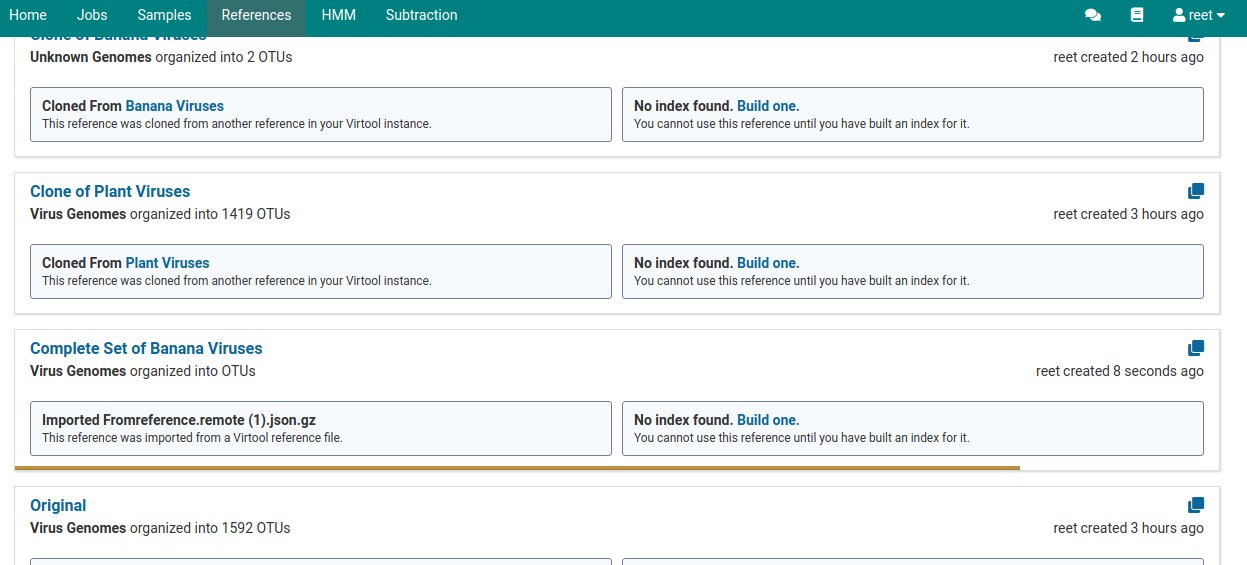 Home Jobs Samples References HMM Subtraction reet
Clone of Banana Viruses
Unknown Genomes organized into 2 OTUs reet created 2 hours ago
Cloned From Banana Viruses
This reference was cloned from another reference in your Virtool instance.
No index found. Build one.
You cannot use this reference until you have built an index for it.
Clone of Plant Viruses
Virus Genomes organized into 1419 OTUs reet created 3 hours ago
Cloned From Plant Viruses
This reference was cloned from another reference in your Virtool instance.
No index found. Build one.
You cannot use this reference until you have built an index for it.
Complete Set of Banana Viruses
Virus Genomes organized into OTUs reet created 8 seconds ago
Imported Fromreference.remote (1).json.gz
This reference was imported from a Virtool reference file.
No index found. Build one.
You cannot use this reference until you have built an index for it.
Original
Virus Genomes organized into 1592 OTUs reet created 3 hours ago